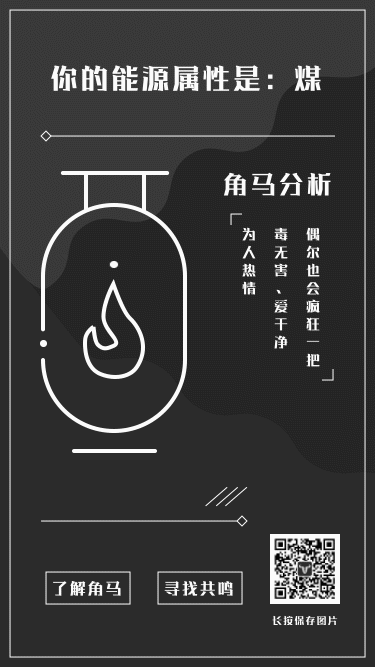 你的能源属性是：煤
角马分析
偶尔也会疯狂一把
毒无害、爱干净
为人热情
了解角马
寻找共鸣
长按保存图片